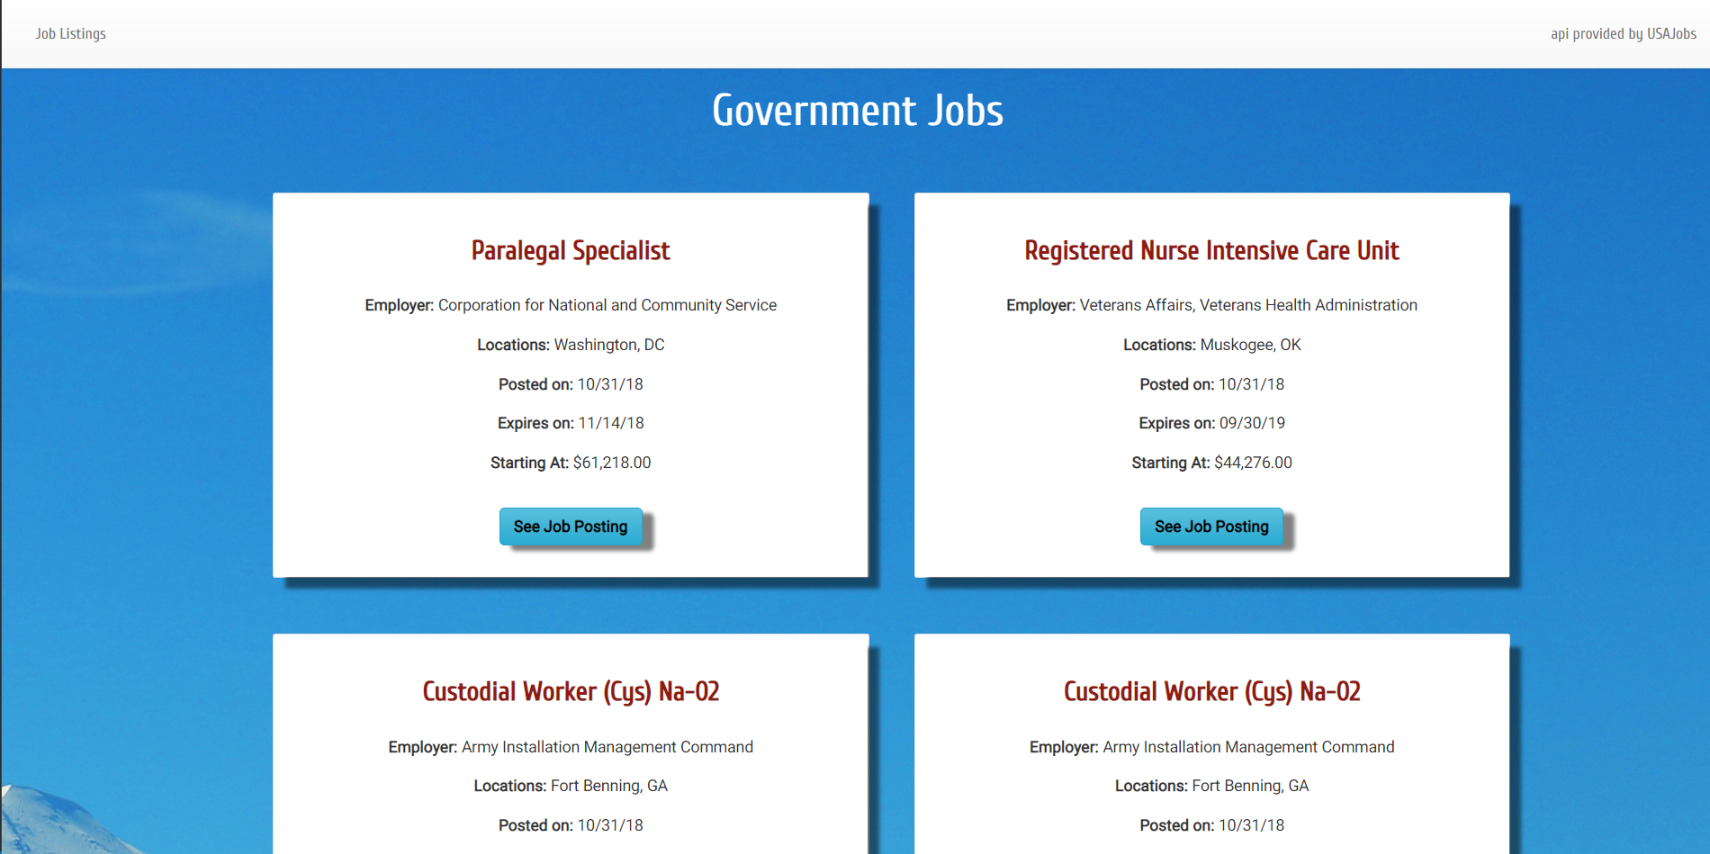 Job Listings
api provided by USAJobs
Government Jobs
Paralegal Specialist
Employer: Corporation for National and Community Service
Locations: Washington, DC
Posted on: 10/31/18
Expires on: 11/14/18
Starting At: $61,218.00
See Job Posting
Registered Nurse Intensive Care Unit
Employer: Veterans Affairs, Veterans Health Administration
Locations: Muskogee, OK
Posted on: 10/31/18
Expires on: 09/30/19
Starting At: $44,276.00
See Job Posting
Custodial Worker (Cys) Na-02
Employer: Army Installation Management Command
Locations: Fort Benning, GA
Posted on: 10/31/18
Custodial Worker (Cys) Na-02
Employer: Army Installation Management Command
Locations: Fort Benning, GA
Posted on: 10/31/18